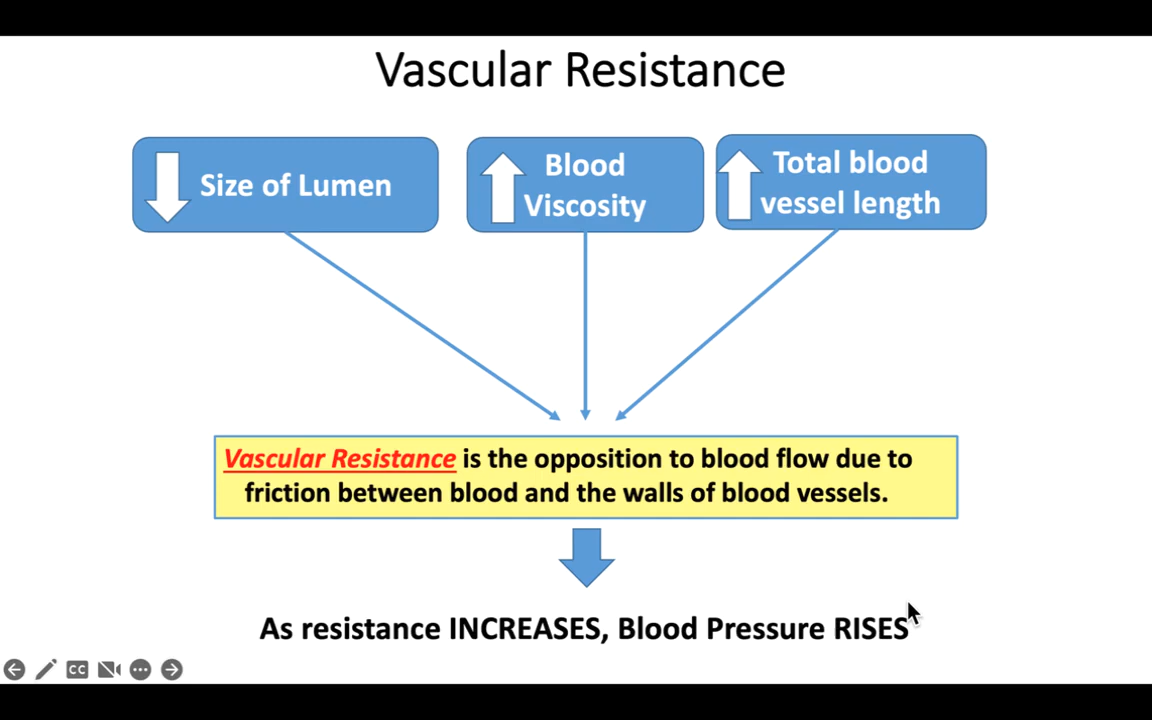 Vascular Resistance
Size of Lumen
Blood
Viscosity
Total blood
vessel length
Vascular Resistance is the opposition to blood flow due to
friction between blood and the walls of blood vessels.
As resistance INCREASES, Blood Pressure RISES
CC